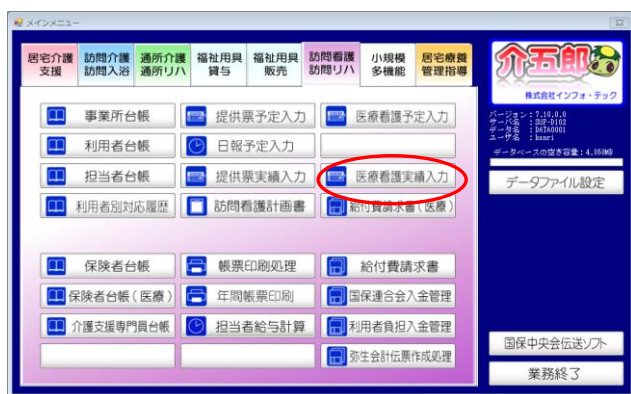 メインメニュー
居宅介護 訪問介護 通所介護 福祉用具 福祉用具 訪問看護 小規模 居宅療養
支援 訪問入浴 通所リハ 貸与 販売 訪問リハ 多機能 管理指導
介五郎
株式会社インフォ・テック
バージョン：7.18.0.0
サーバ名 ：SUP-D102
データ名 ：DATA0001
ユーザ名 ：kanri
データベースの空き容量：4,050MB
データファイル設定
事業所台帳 提供票予定入力 医療看護予定入力
利用者台帳 日報予定入力
担当者台帳 提供票実績入力 医療看護実績入力
利用者別対応履歴 訪問看護計画書 給付費請求書(医療)
保険者台帳 帳票印刷処理 給付費請求書
保険者台帳(医療) 年間帳票印刷 国保連合会入金管理
介護支援専門員台帳 担当者給与計算 利用者負担入金管理
弥生会計伝票作成処理
国保中央会伝送ソフト
業務終了